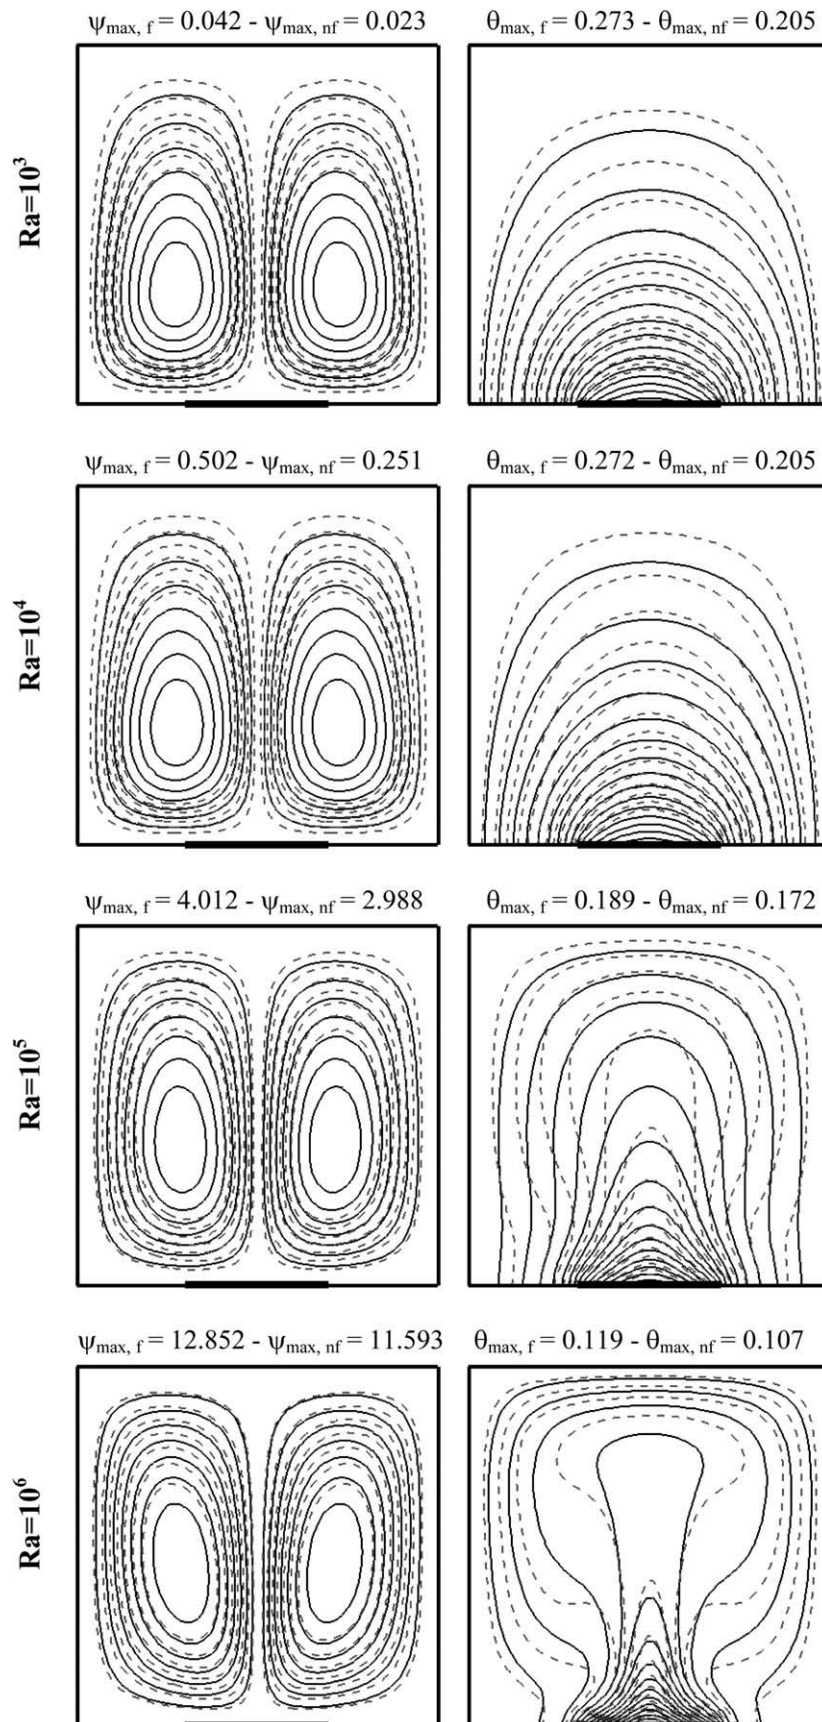 ψmax, f = 0.042 - ψmax, nf = 0.023
θmax, f = 0.273 - θmax, nf = 0.205
Ra=10³
ψmax, f = 0.502 - ψmax, nf = 0.251
θmax, f = 0.272 - θmax, nf = 0.205
Ra=10⁴
ψmax, f = 4.012 - ψmax, nf = 2.988
θmax, f = 0.189 - θmax, nf = 0.172
Ra=10⁵
ψmax, f = 12.852 - ψmax, nf = 11.593
θmax, f = 0.119 - θmax, nf = 0.107
Ra=10⁶